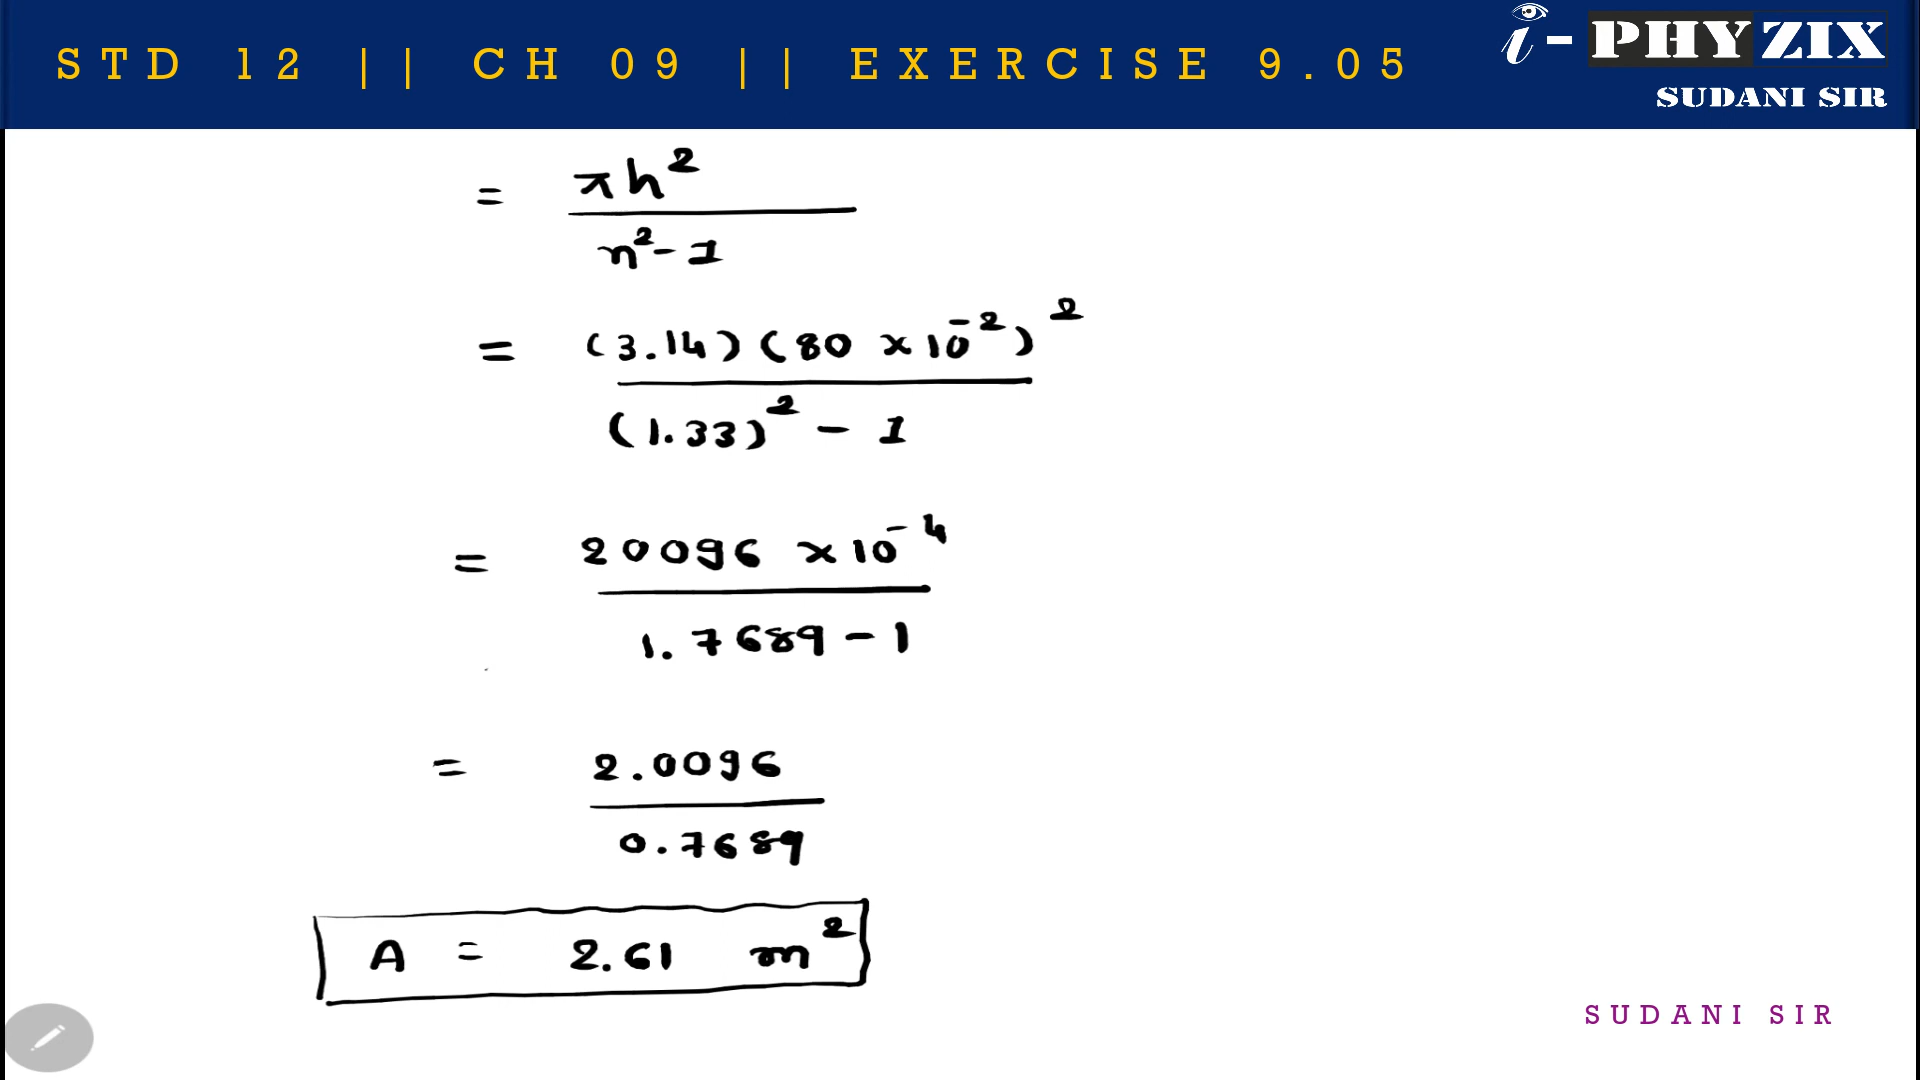 STD 12 || CH 09 || EXERCISE 9.05
i-PHYZIX
SUDANI SIR
= πh²
n²-1
= (3.14)(80 ×10⁻²)²
(1.33)² - 1
= 20096 ×10⁻⁴
1.7689-1
= 2.0096
0.7689
A = 2.61 m²
SUDANI SIR